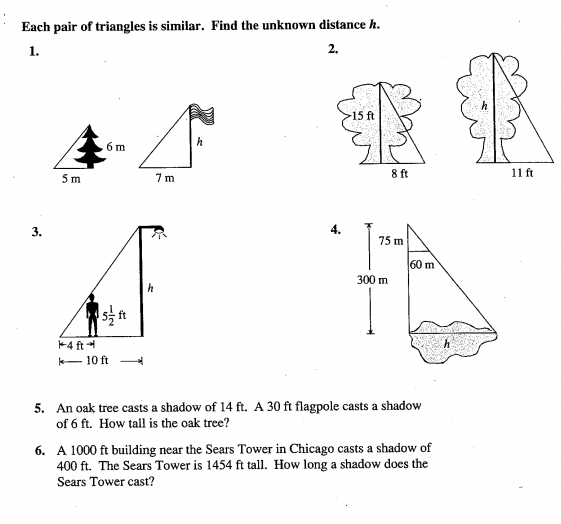 Each pair of triangles is similar. Find the unknown distance h.
1.
6 m
h
5 m
7 m
2.
15 ft
h
8 ft
11 ft
3.
h
5 1/2 ft
4 ft
10 ft
4.
75 m
60 m
300 m
h
5. An oak tree casts a shadow of 14 ft. A 30 ft flagpole casts a shadow
of 6 ft. How tall is the oak tree?
6. A 1000 ft building near the Sears Tower in Chicago casts a shadow of
400 ft. The Sears Tower is 1454 ft tall. How long a shadow does the
Sears Tower cast?